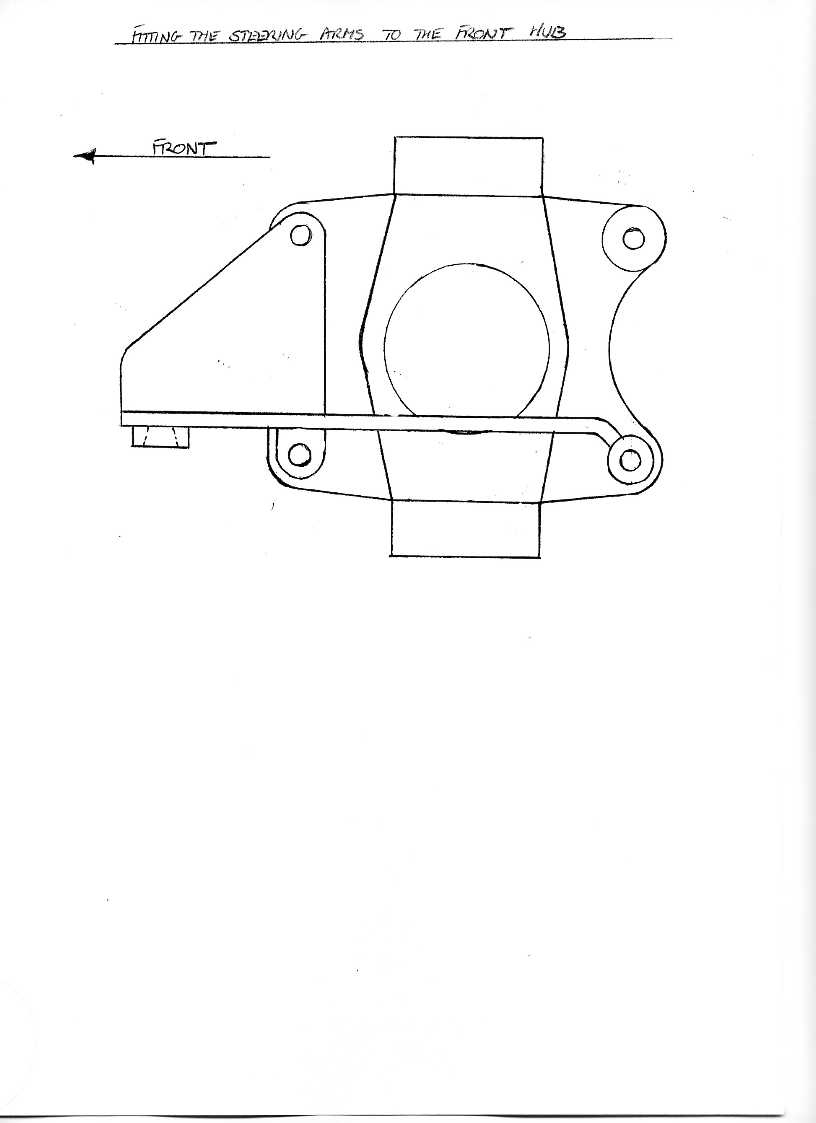 FITTING THE STEERING ARMS TO THE FRONT HUB
FRONT